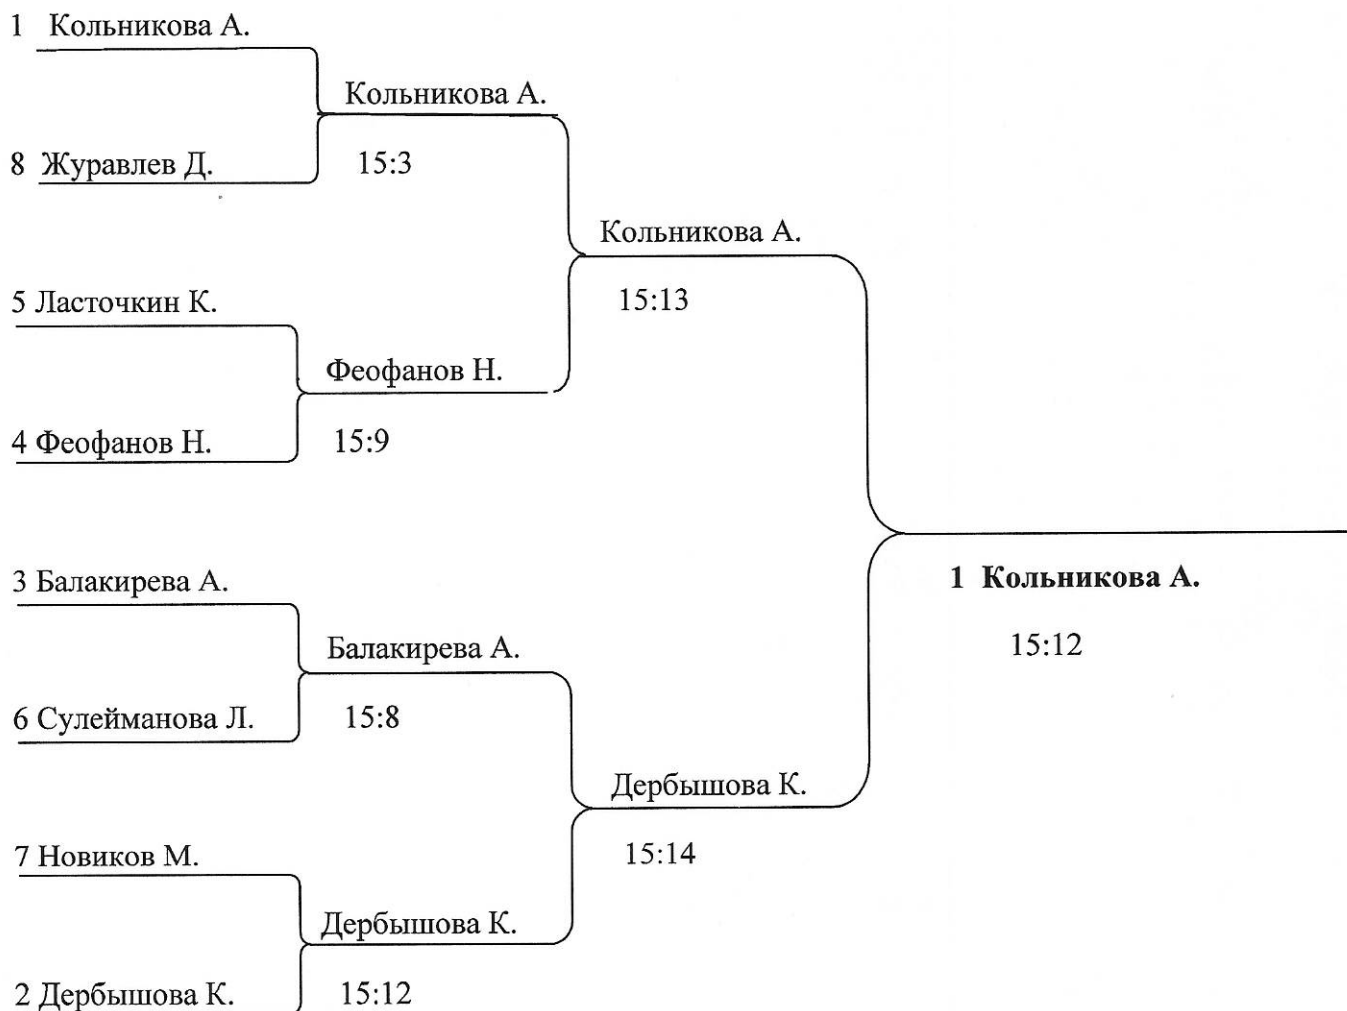 1 Кольникова А.
Кольникова А.
8 Журавлев Д.
15:3
Кольникова А.
5 Ласточкин К.
15:13
Феофанов Н.
4 Феофанов Н.
15:9
3 Балакирева А.
1 Кольникова А.
Балакирева А.
15:12
6 Сулейманова Л.
15:8
Дербышова К.
7 Новиков М.
15:14
Дербышова К.
2 Дербышова К.
15:12